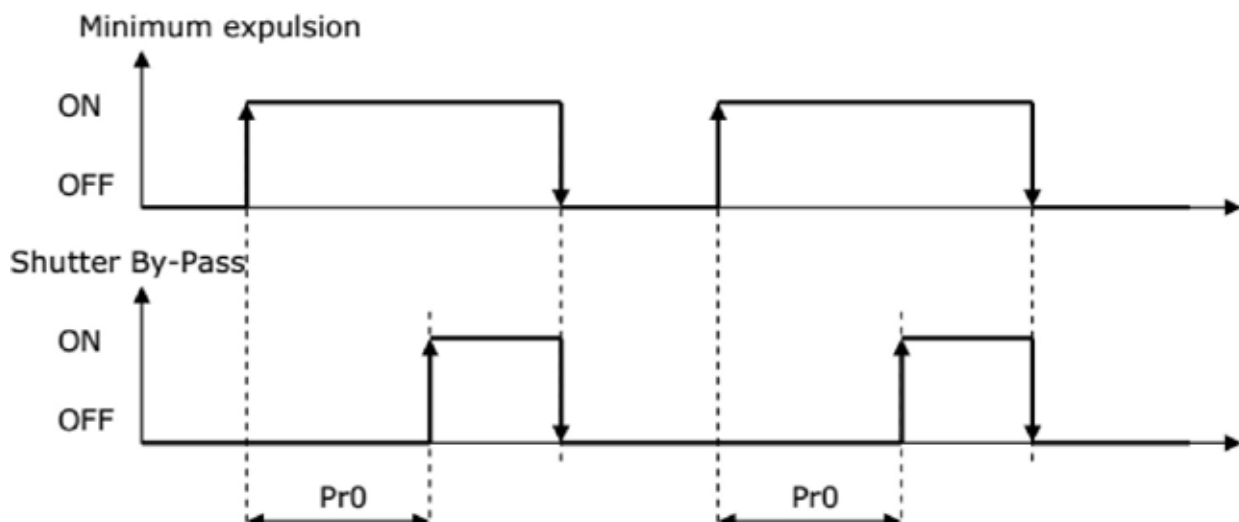 Minimum expulsion
ON
OFF
Shutter By-Pass
ON
OFF
Pr0 Pr0